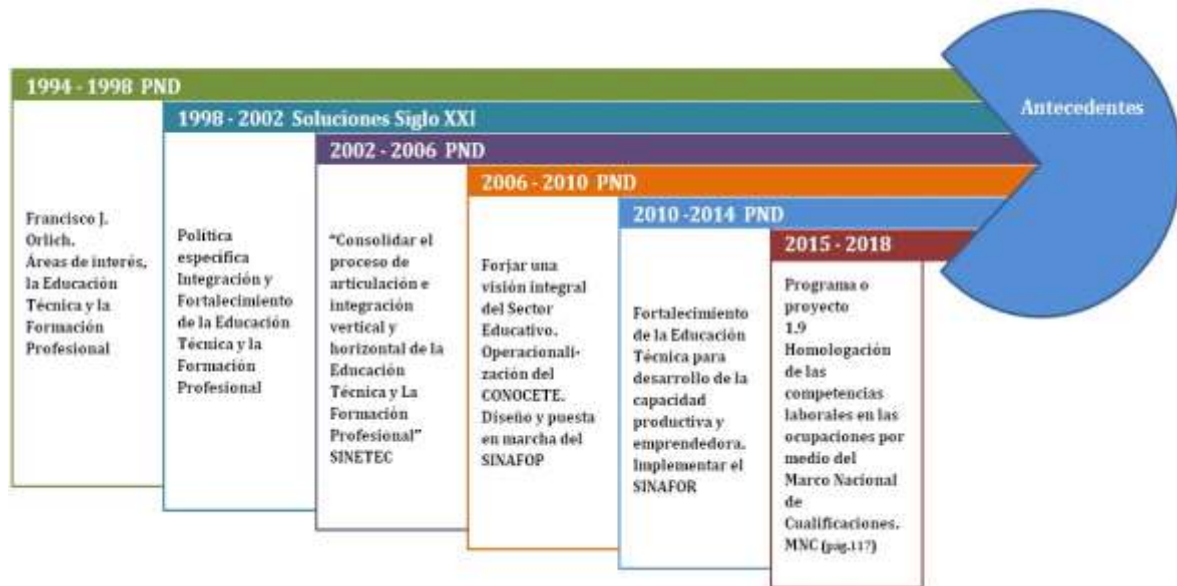 Antecedentes
1994 - 1998 PND
Francisco J.
Orlich.
Áreas de interés,
la Educación
Técnica y la
Formación
Profesional
1998 - 2002 Soluciones Siglo XXI
Política
específica
Integración y
Fortalecimiento
de la Educación
Técnica y la
Formación
Profesional
2002 - 2006 PND
“Consolidar el
proceso de
articulación e
integración
vertical y
horizontal de la
Educación
Técnica y La
Formación
Profesional”
SINETEC
2006 - 2010 PND
Forjar una
visión integral
del Sector
Educativo.
Operacionali-
zación del
CONOCETE.
Diseño y puesta
en marcha del
SINAFOP
2010 -2014 PND
Fortalecimiento
de la Educación
Técnica para
desarrollo de la
capacidad
productiva y
emprendedora.
Implementar el
SINAFOR
2015 - 2018
Programa o
proyecto
1.9
Homologación
de las
competencias
laborales en las
ocupaciones por
medio del
Marco Nacional
de
Cualificaciones.
MNC (pág.117)